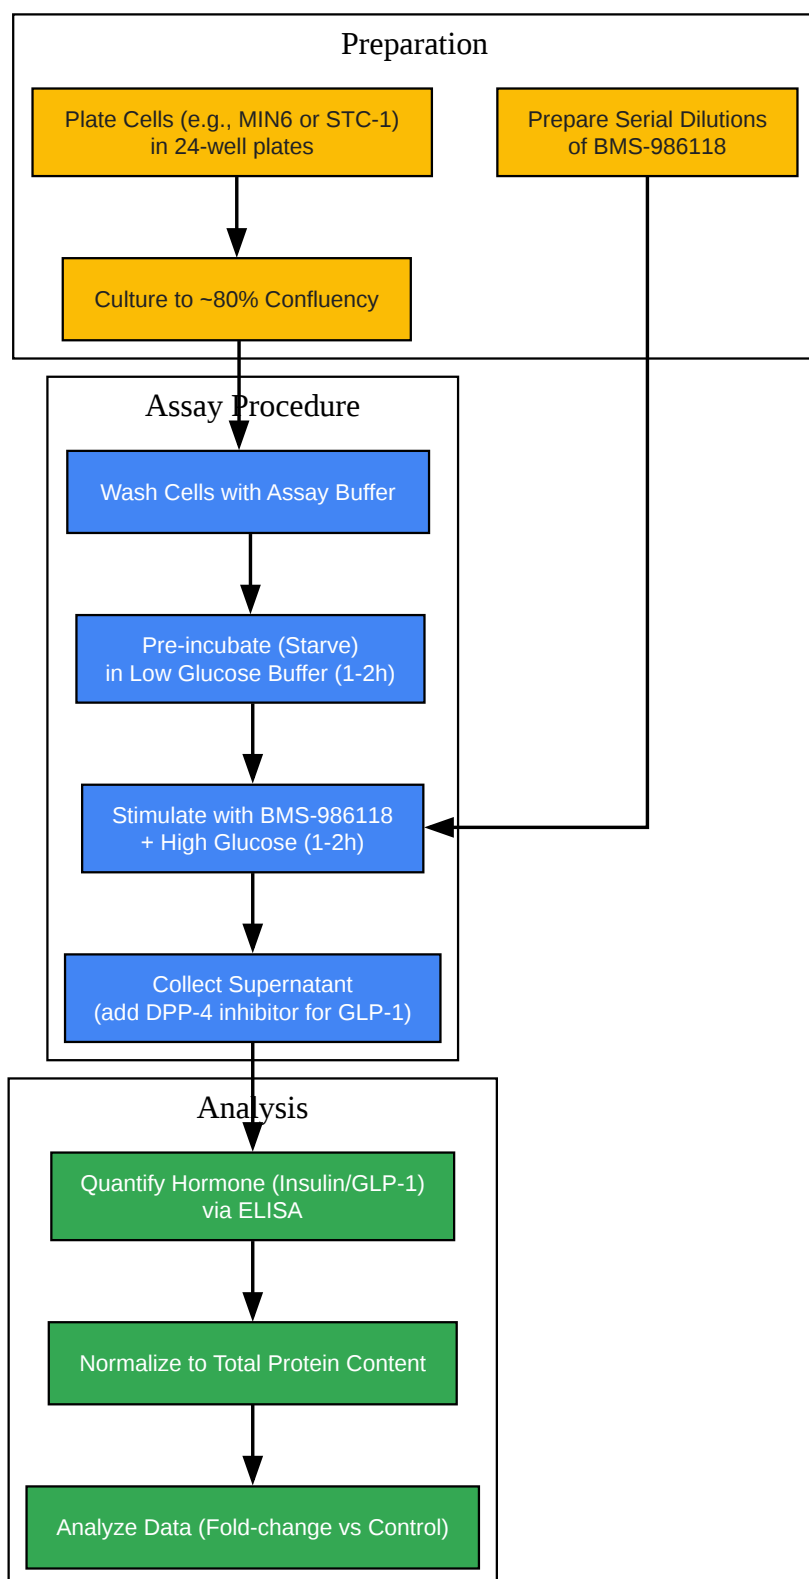 Preparation
Plate Cells (e.g., MIN6 or STC-1)
in 24-well plates
Prepare Serial Dilutions
of BMS-986118
Culture to ~80% Confluency
Assay Procedure
Wash Cells with Assay Buffer
Pre-incubate (Starve)
in Low Glucose Buffer (1-2h)
Stimulate with BMS-986118
+ High Glucose (1-2h)
Collect Supernatant
(add DPP-4 inhibitor for GLP-1)
Analysis
Quantify Hormone (Insulin/GLP-1)
via ELISA
Normalize to Total Protein Content
Analyze Data (Fold-change vs Control)